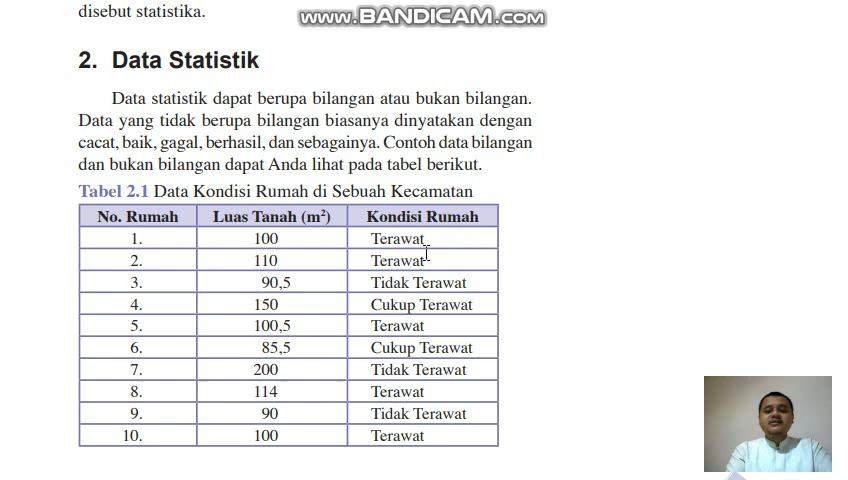 disebut statistika.
www.BANDICAM.com
2. Data Statistik
Data statistik dapat berupa bilangan atau bukan bilangan.
Data yang tidak berupa bilangan biasanya dinyatakan dengan
cacat, baik, gagal, berhasil, dan sebagainya. Contoh data bilangan
dan bukan bilangan dapat Anda lihat pada tabel berikut.
Tabel 2.1 Data Kondisi Rumah di Sebuah Kecamatan
No. Rumah Luas Tanah (m²) Kondisi Rumah
1. 100 Terawat
2. 110 Terawat
3. 90,5 Tidak Terawat
4. 150 Cukup Terawat
5. 100,5 Terawat
6. 85,5 Cukup Terawat
7. 200 Tidak Terawat
8. 114 Terawat
9. 90 Tidak Terawat
10. 100 Terawat